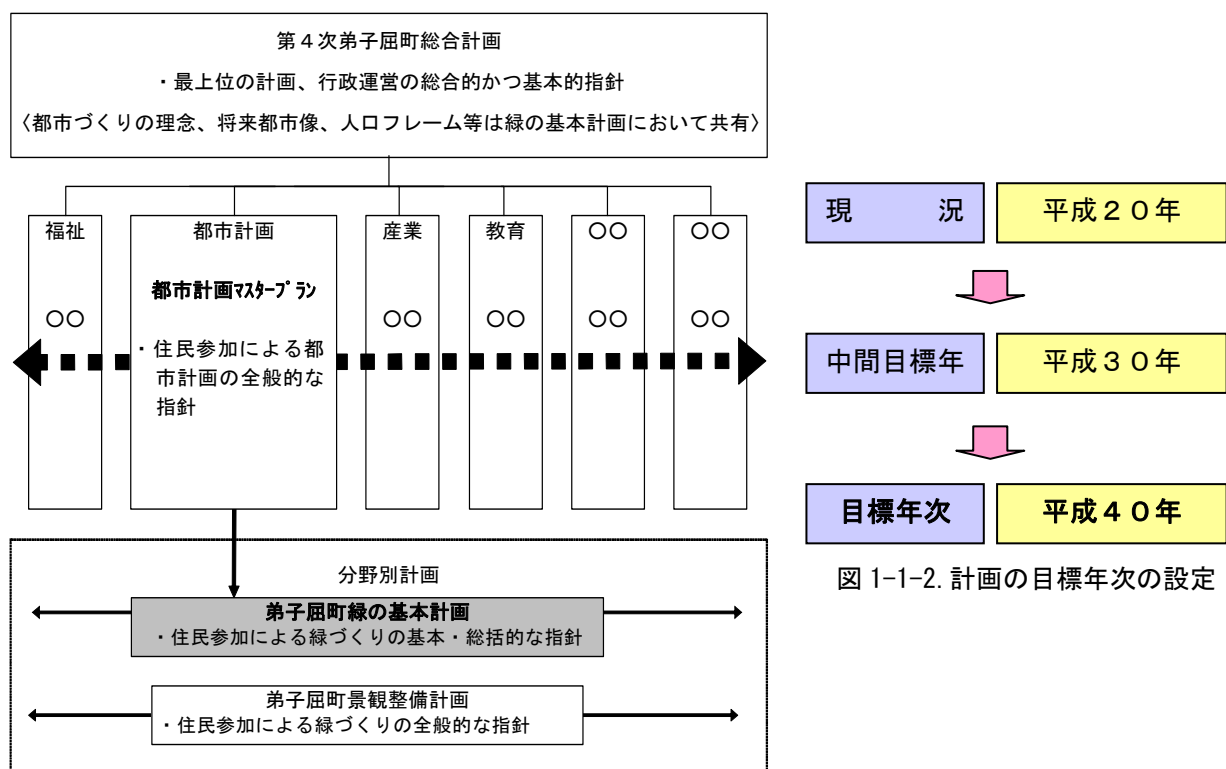 第４次弟子屈町総合計画
・最上位の計画、行政運営の総合的かつ基本的指針
〈都市づくりの理念、将来都市像、人口フレーム等は緑の基本計画において共有〉
福祉
○○
都市計画
都市計画ﾏｽﾀｰﾌﾟﾗﾝ
・住民参加による都
市計画の全般的な
指針
産業
○○
教育
○○
○○
○○
○○
○○
分野別計画
弟子屈町緑の基本計画
・住民参加による緑づくりの基本・総括的な指針
弟子屈町景観整備計画
・住民参加による緑づくりの全般的な指針
現　　況　平成２０年
中間目標年　平成３０年
目標年次　平成４０年
図 1-1-2. 計画の目標年次の設定